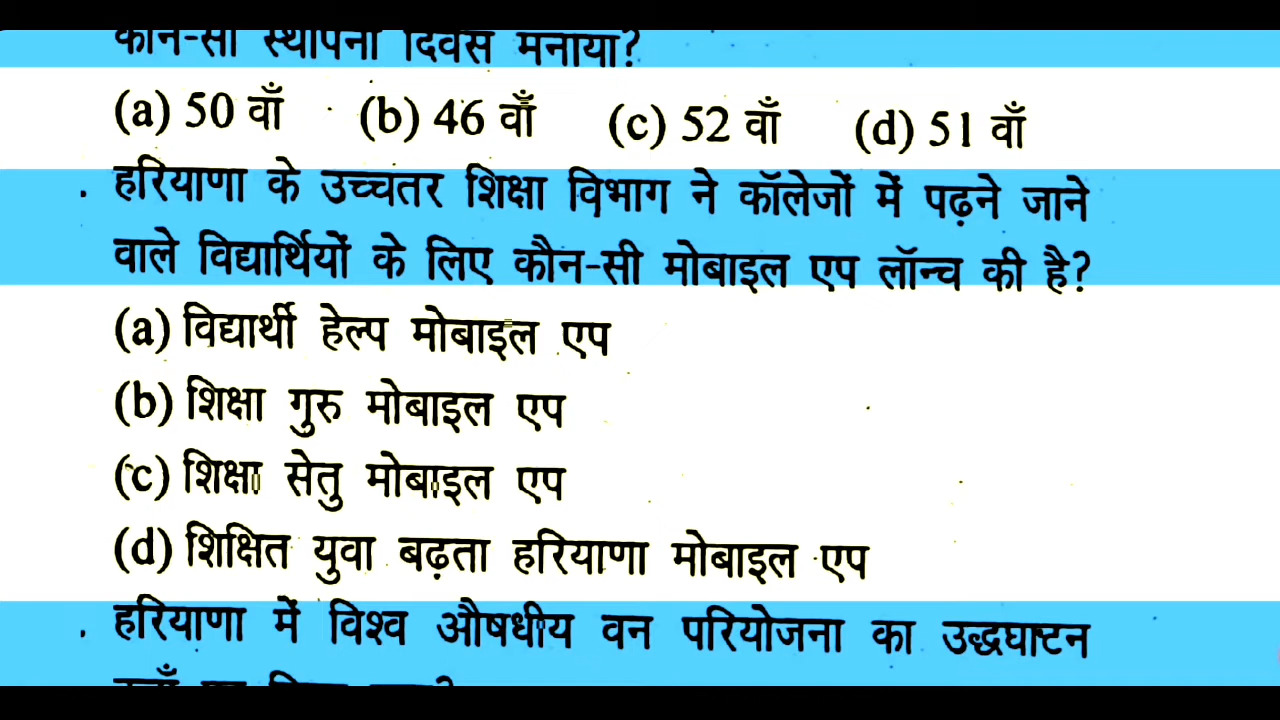 कौन-सा स्थापना दिवस मनाया?
(a) 50 वाँ (b) 46 वाँ (c) 52 वाँ (d) 51 वाँ
. हरियाणा के उच्चतर शिक्षा विभाग ने कॉलेजों में पढ़ने जाने
वाले विद्यार्थियों के लिए कौन-सी मोबाइल एप लॉन्च की है?
(a) विद्यार्थी हेल्प मोबाइल एप
(b) शिक्षा गुरु मोबाइल एप
(c) शिक्षा सेतु मोबाइल एप
(d) शिक्षित युवा बढ़ता हरियाणा मोबाइल एप
. हरियाणा में विश्व औषधीय वन परियोजना का उद्धघाटन